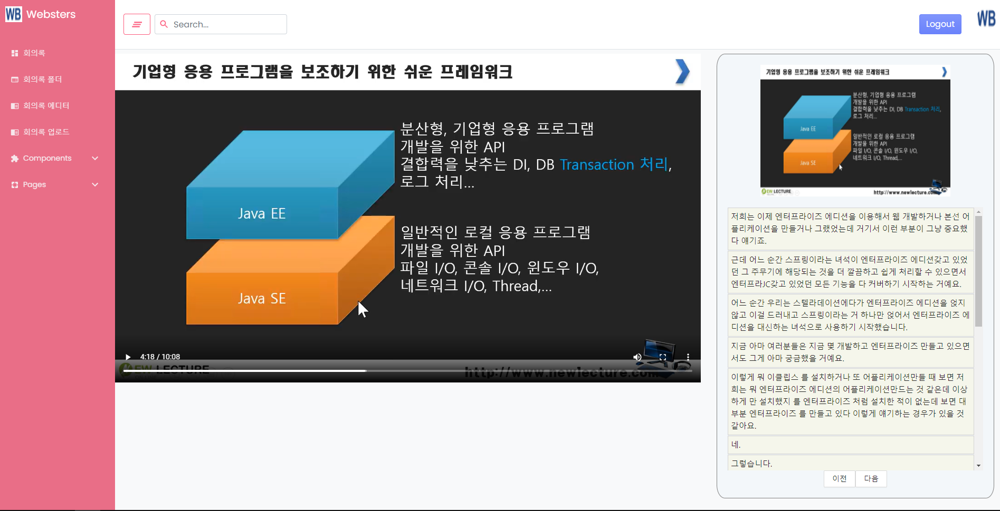 WB Websters
회의록
회의록 폴더
회의록 에디터
회의록 업로드
Components
Pages
Search...
Logout
WB
기업형 응용 프로그램을 보조하기 위한 쉬운 프레임워크
분산형, 기업형 응용 프로그램
개발을 위한 API
결합력을 낮추는 DI, DB Transaction 처리,
로그 처리...
Java EE
일반적인 로컬 응용 프로그램
개발을 위한 API
파일 I/O, 콘솔 I/O, 윈도우 I/O,
네트워크 I/O, Thread,...
Java SE
4:18 / 10:08
EW LECTURE
http://www.newlecture.com
기업형 응용 프로그램을 보조하기 위한 쉬운 프레임워크
분산형, 기업형 응용 프로그램
개발을 위한 API
결합력을 낮추는 DI, DB Transaction 처리,
로그 처리...
Java EE
일반적인 로컬 응용 프로그램
개발을 위한 API
파일 I/O, 콘솔 I/O, 윈도우 I/O,
네트워크 I/O, Thread,...
Java SE
EW LECTURE
http://www.newlecture.com
저희는 이제 엔터프라이즈 에디션을 이용해서 웹 개발하거나 본선 어
플리케이션을 만들거나 그랬었는데 거기서 이런 부분이 그냥 중요했
다 얘기죠.
근데 어느 순간 스프링이라는 녀석이 엔터프라이즈 에디션갖고 있었
던 그 주무기에 해당되는 것을 더 깔끔하고 쉽게 처리할 수 있으면서
엔터프라JC갖고 있었던 모든 기능을 다 커버하기 시작하는 거예요.
어느 순간 우리는 스텔라데이션에다가 엔터프라이즈 에디션을 얹지
않고 이걸 드러내고 스프링이라는 거 하나만 얹어서 엔터프라이즈 에
디션을 대신하는 녀석으로 사용하기 시작했습니다.
지금 아마 여러분들은 지금 몇 개발하고 엔터프라이즈 만들고 있으면
서도 그게 아마 궁금했을 거예요.
이렇게 뭐 이클립스 를 설치하거나 또 어플리케이션만들 때 보면 저
희는 뭐 엔터프라이즈 에디션의 어플리케이션만드는 것 같은데 이상
하게 만 설치했지 를 엔터프라이즈 처럼 설치한 적이 없는데 보면 대
부분 엔터프라이즈 를 만들고 있다 이렇게 얘기하는 경우가 있을 것
같아요.
네.
그렇습니다.
이전 다음